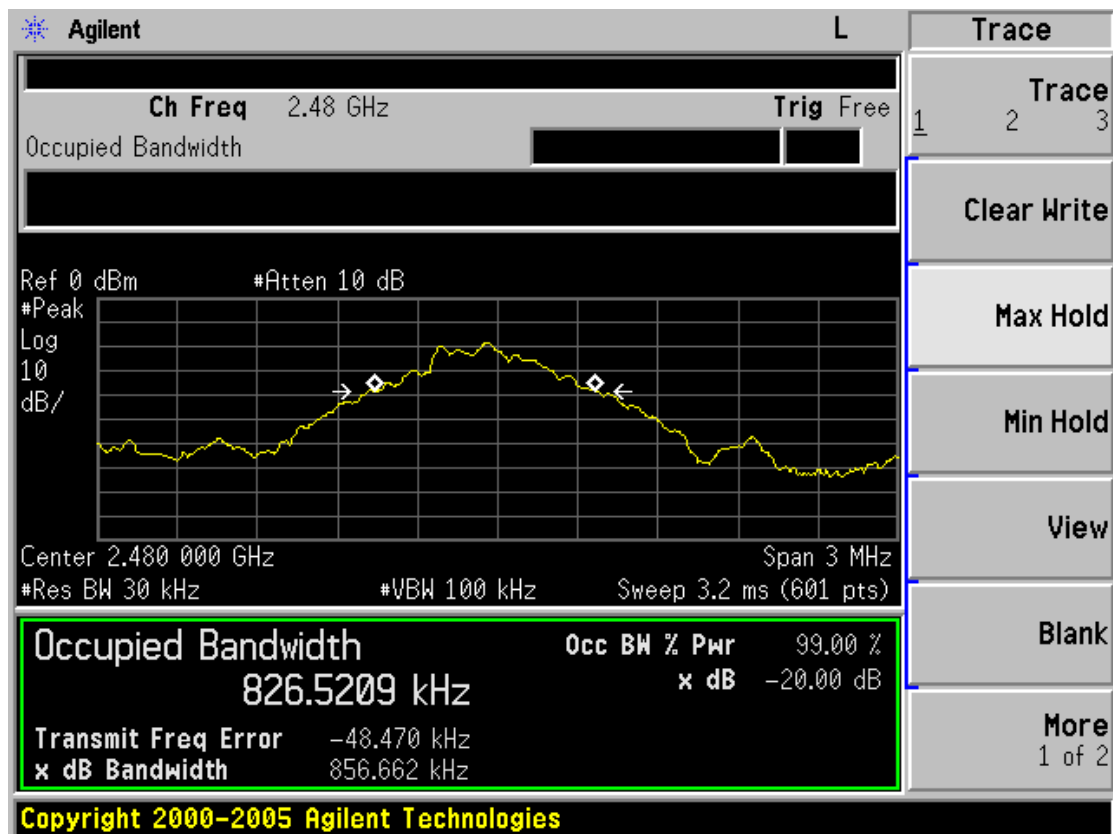 Agilent L Trace
Ch Freq 2.48 GHz Trig Free
Occupied Bandwidth
Trace
1 2 3
Clear Write
Max Hold
Min Hold
View
Blank
More
1 of 2
Ref 0 dBm #Atten 10 dB
#Peak
Log
10
dB/
Center 2.480 000 GHz Span 3 MHz
#Res BW 30 kHz #VBW 100 kHz Sweep 3.2 ms (601 pts)
Occupied Bandwidth Occ BW % Pwr 99.00 %
826.5209 kHz x dB -20.00 dB
Transmit Freq Error -48.470 kHz
x dB Bandwidth 856.662 kHz
Copyright 2000-2005 Agilent Technologies